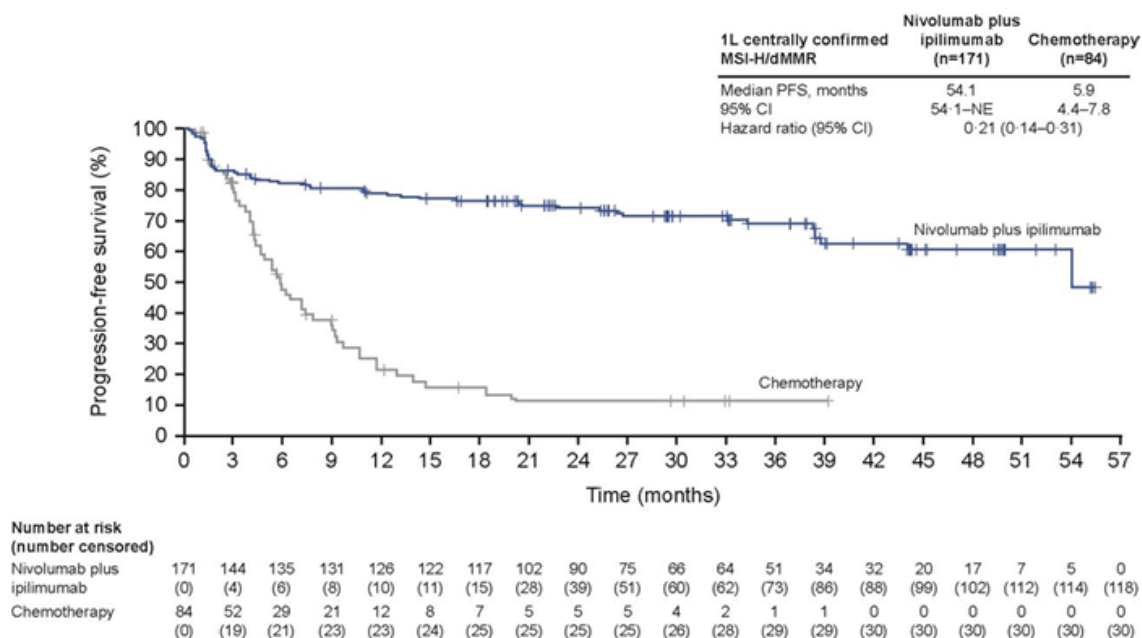 1L centrally confirmed MSI-H/dMMR Nivolumab plus ipilimumab (n=171) Chemotherapy (n=84)
Median PFS, months 54.1 5.9
95% CI 54·1–NE 4.4–7.8
Hazard ratio (95% CI) 0·21 (0·14–0·31)
Progression-free survival (%)
100
90
80
70
60
50
40
30
20
10
0
Nivolumab plus ipilimumab
Chemotherapy
0 3 6 9 12 15 18 21 24 27 30 33 36 39 42 45 48 51 54 57
Time (months)
Number at risk
(number censored)
Nivolumab plus 171 144 135 131 126 122 117 102 90 75 66 64 51 34 32 20 17 7 5 0
ipilimumab (0) (4) (6) (8) (10) (11) (15) (28) (39) (51) (60) (62) (73) (86) (88) (99) (102) (112) (114) (118)
Chemotherapy 84 52 29 21 12 8 7 5 5 5 4 2 1 1 0 0 0 0 0 0
(0) (19) (21) (23) (23) (24) (25) (25) (25) (25) (26) (28) (29) (29) (30) (30) (30) (30) (30) (30)